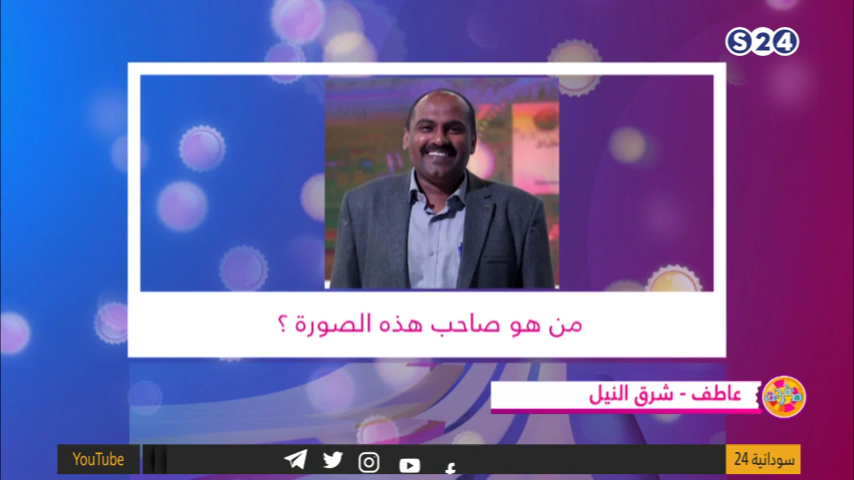 S24
من هو صاحب هذه الصورة ؟
عاطف - شرق النيل
YouTube
سودانية 24